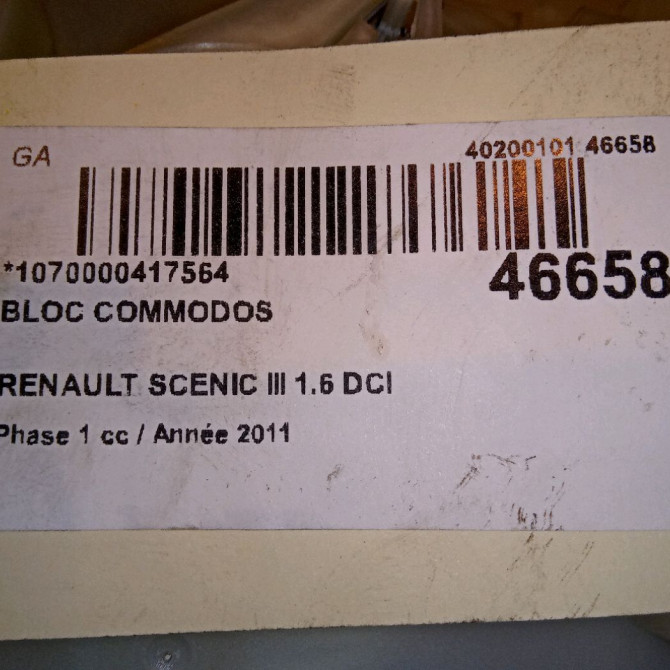 GA
40200101 46658
*1070000417564
46658
BLOC COMMODOS
RENAULT SCENIC III 1.6 DCI
Phase 1 cc / Année 2011